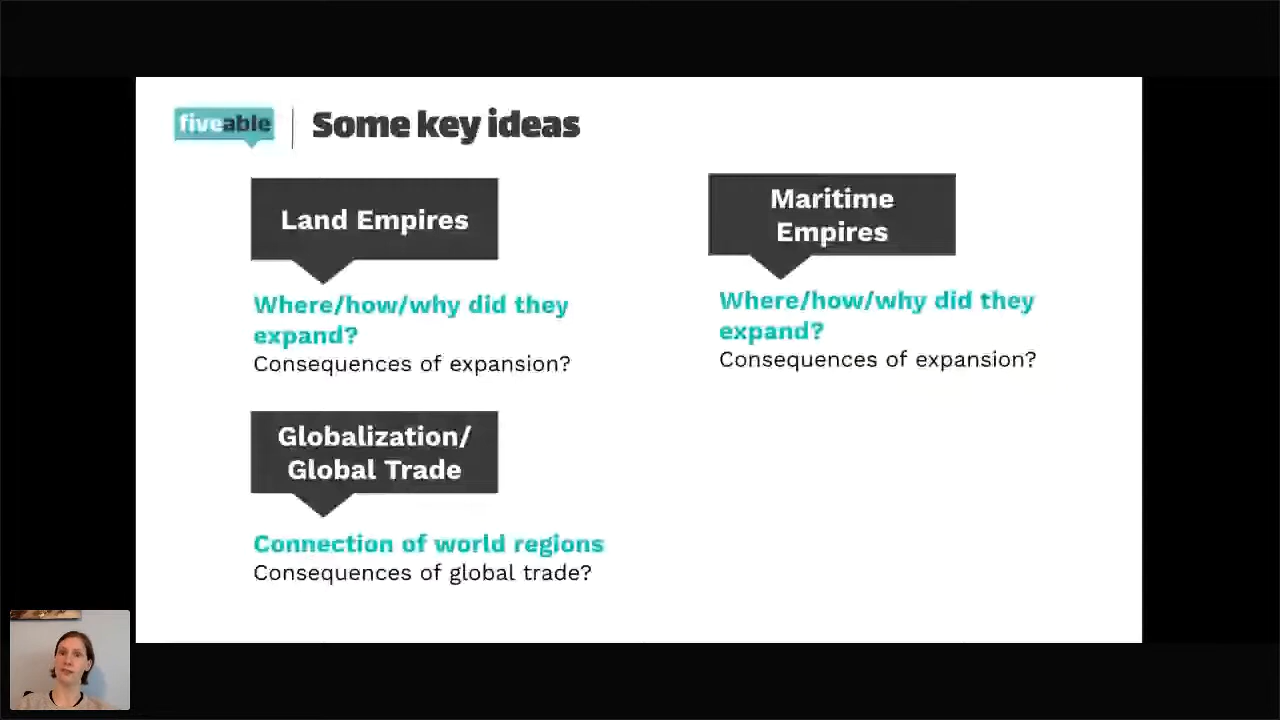 fiveable
Some key ideas
Land Empires
Where/how/why did they
expand?
Consequences of expansion?
Maritime
Empires
Where/how/why did they
expand?
Consequences of expansion?
Globalization/
Global Trade
Connection of world regions
Consequences of global trade?